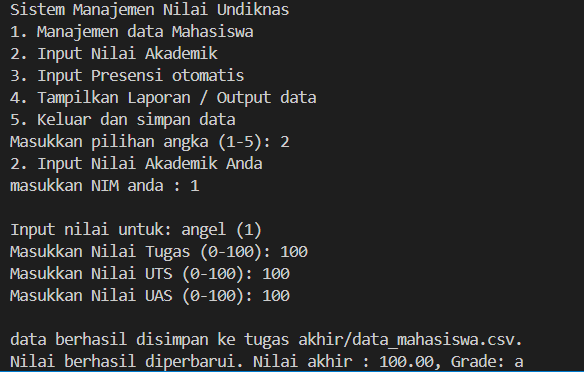 Sistem Manajemen Nilai Undiknas
1. Manajemen data Mahasiswa
2. Input Nilai Akademik
3. Input Presensi otomatis
4. Tampilkan Laporan / Output data
5. Keluar dan simpan data
Masukkan pilihan angka (1-5): 2
2. Input Nilai Akademik Anda
masukkan NIM anda : 1
Input nilai untuk: angel (1)
Masukkan Nilai Tugas (0-100): 100
Masukkan Nilai UTS (0-100): 100
Masukkan Nilai UAS (0-100): 100
data berhasil disimpan ke tugas akhir/data_mahasiswa.csv.
Nilai berhasil diperbarui. Nilai akhir : 100.00, Grade: a